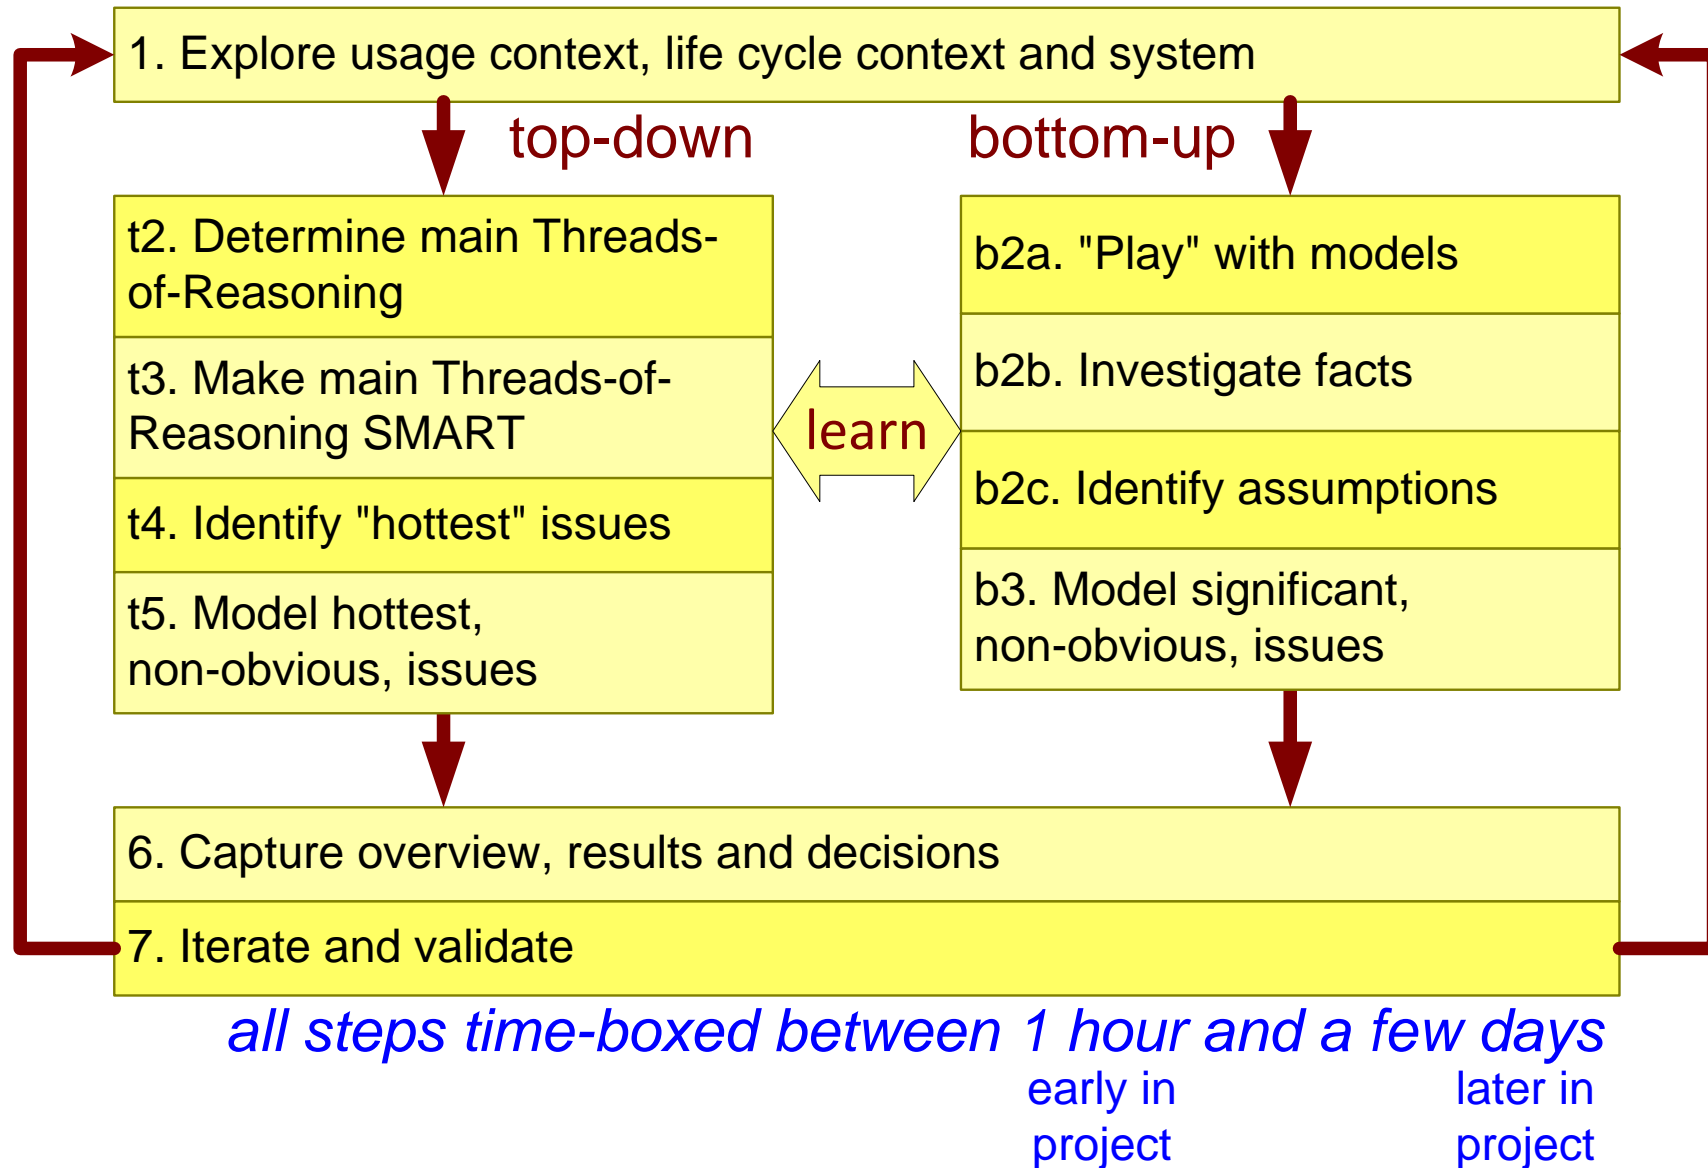 1. Explore usage context, life cycle context and system
top-down
bottom-up
t2. Determine main Threads-
of-Reasoning
t3. Make main Threads-of-
Reasoning SMART
t4. Identify "hottest" issues
t5. Model hottest,
non-obvious, issues
learn
b2a. "Play" with models
b2b. Investigate facts
b2c. Identify assumptions
b3. Model significant,
non-obvious, issues
6. Capture overview, results and decisions
7. Iterate and validate
all steps time-boxed between 1 hour and a few days
early in
project
later in
project